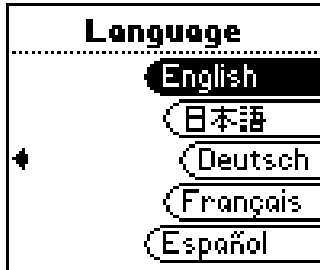 Language
English
日本語
Deutsch
Français
Español